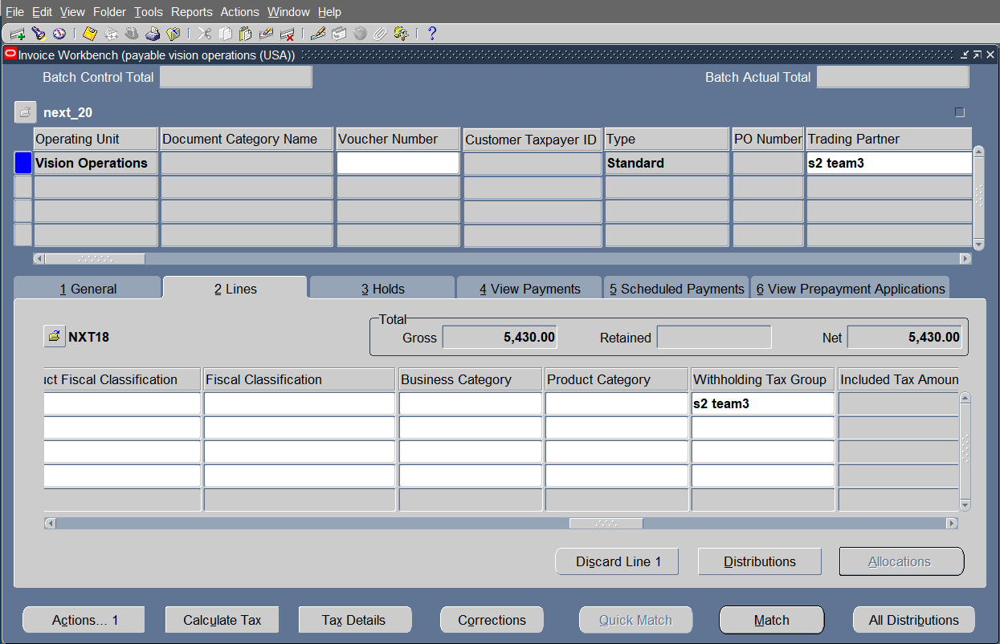 File Edit View Folder Tools Reports Actions Window Help
?
Invoice Workbench (payable vision operations (USA))
Batch Control Total
Batch Actual Total
next_20
Operating Unit Document Category Name Voucher Number Customer Taxpayer ID Type PO Number Trading Partner
Vision Operations Standard s2 team3
1 General 2 Lines 3 Holds 4 View Payments 5 Scheduled Payments 6 View Prepayment Applications
Total
NXT18 Gross 5,430.00 Retained Net 5,430.00
uct Fiscal Classification Fiscal Classification Business Category Product Category Withholding Tax Group Included Tax Amoun
s2 team3
Discard Line 1 Distributions Allocations
Actions... 1 Calculate Tax Tax Details Corrections Quick Match Match All Distributions